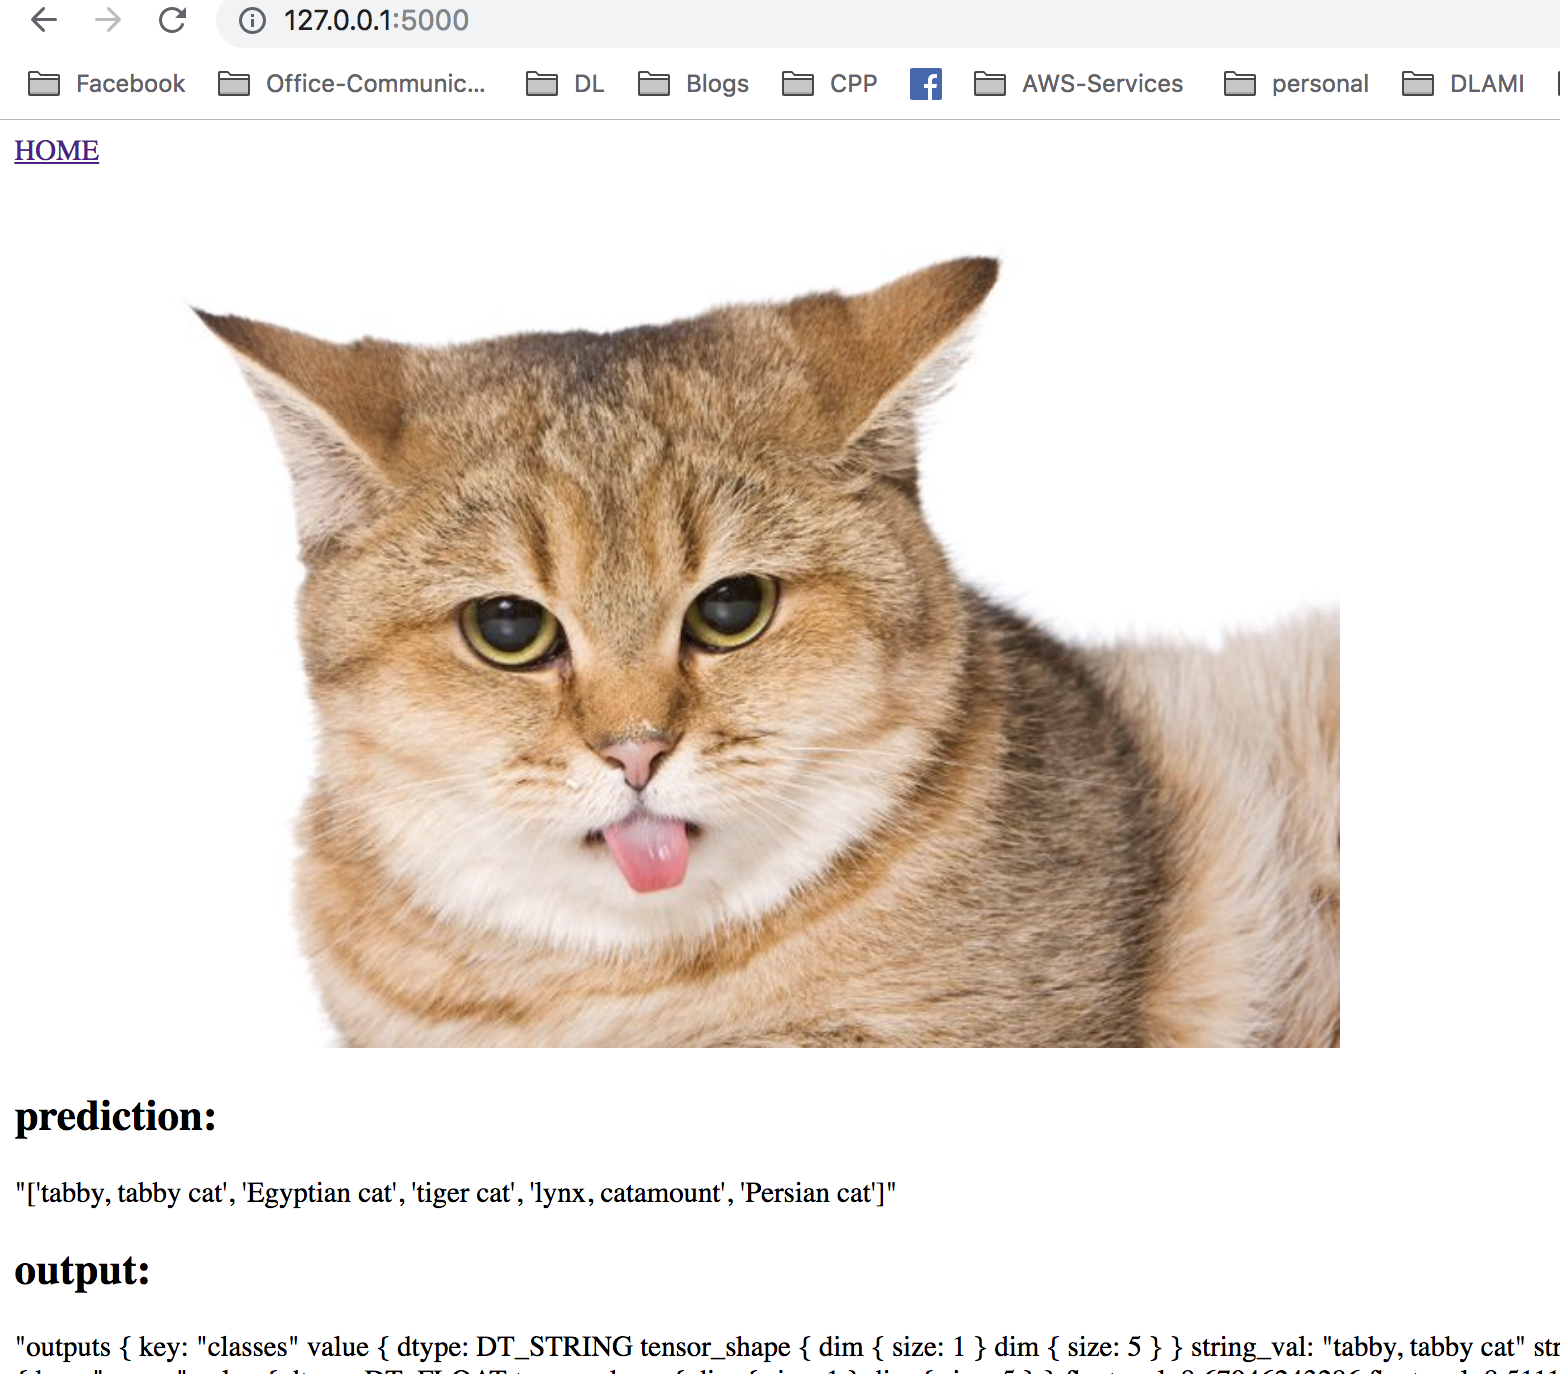 127.0.0.1:5000
Facebook Office-Communic... DL Blogs CPP AWS-Services personal DLAMI
HOME
prediction:
"['tabby, tabby cat', 'Egyptian cat', 'tiger cat', 'lynx, catamount', 'Persian cat']"
output:
"outputs { key: "classes" value { dtype: DT_STRING tensor_shape { dim { size: 1 } dim { size: 5 } } string_val: "tabby, tabby cat" str